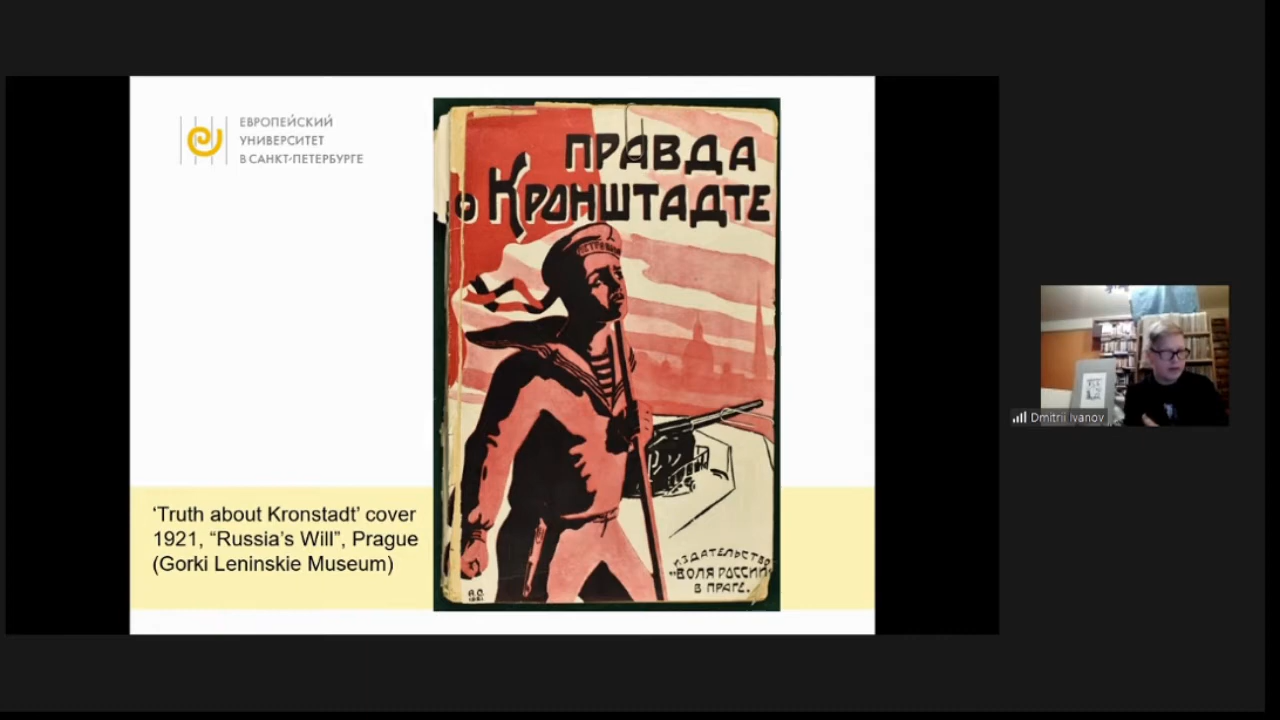 ЕВРОПЕЙСКИЙ
УНИВЕРСИТЕТ
В САНКТ-ПЕТЕРБУРГЕ
ПРАВДА
о КРОНШТАДТЕ
ИЗДАТЕЛЬСТВО
"ВОЛЯ РОССИИ"
В ПРАГЕ.
‘Truth about Kronstadt’ cover
1921, “Russia’s Will”, Prague
(Gorki Leninskie Museum)
Dmitrii Ivanov